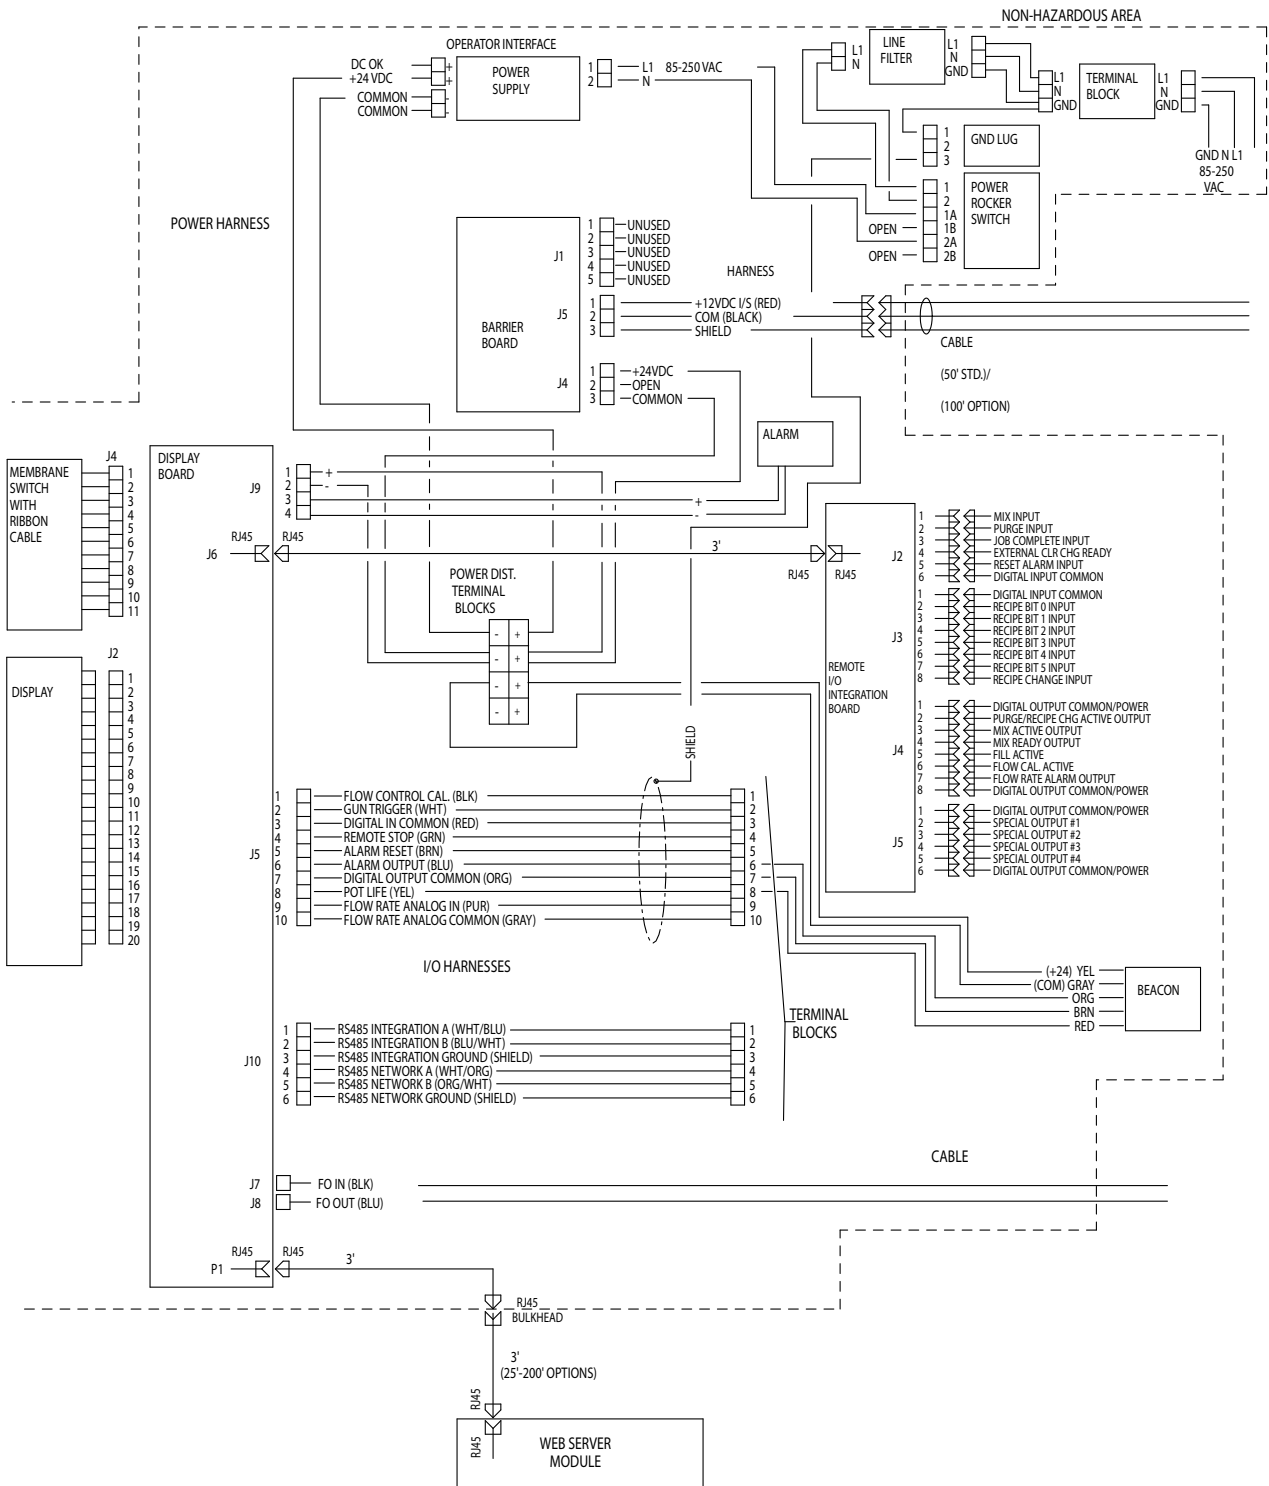 NON-HAZARDOUS AREA
OPERATOR INTERFACE
DC OK
+24 VDC
COMMON
COMMON
+
+
-
-
POWER
SUPPLY
1
2
L1 85-250 VAC
N
L1
N
LINE
FILTER
L1
N
GND
L1
N
GND
TERMINAL
BLOCK
L1
N
GND
GND N L1
85-250
VAC
1
2
3
GND LUG
1
2
1A
1B
2A
2B
OPEN
OPEN
POWER
ROCKER
SWITCH
POWER HARNESS
BARRIER
BOARD
J1
1 UNUSED
2 UNUSED
3 UNUSED
4 UNUSED
5 UNUSED
HARNESS
J5
1 +12VDC I/S (RED)
2 COM (BLACK)
3 SHIELD
CABLE
(50' STD.)/
(100' OPTION)
J4
1 +24VDC
2 OPEN
3 COMMON
ALARM
MEMBRANE
SWITCH
WITH
RIBBON
CABLE
J4
1
2
3
4
5
6
7
8
9
10
11
DISPLAY
BOARD
J9
1 +
2 -
3
4
+
-
J6
RJ45
RJ45
3'
RJ45
RJ45
POWER DIST.
TERMINAL
BLOCKS
- +
- +
- +
- +
SHIELD
REMOTE
I/O
INTEGRATION
BOARD
J2
1 MIX INPUT
2 PURGE INPUT
3 JOB COMPLETE INPUT
4 EXTERNAL CLR CHG READY
5 RESET ALARM INPUT
6 DIGITAL INPUT COMMON
J3
1 DIGITAL INPUT COMMON
2 RECIPE BIT 0 INPUT
3 RECIPE BIT 1 INPUT
4 RECIPE BIT 2 INPUT
5 RECIPE BIT 3 INPUT
6 RECIPE BIT 4 INPUT
7 RECIPE BIT 5 INPUT
8 RECIPE CHANGE INPUT
J4
1 DIGITAL OUTPUT COMMON/POWER
2 PURGE/RECIPE CHG ACTIVE OUTPUT
3 MIX ACTIVE OUTPUT
4 MIX READY OUTPUT
5 FILL ACTIVE
6 FLOW CAL. ACTIVE
7 FLOW RATE ALARM OUTPUT
8 DIGITAL OUTPUT COMMON/POWER
J5
1 DIGITAL OUTPUT COMMON/POWER
2 SPECIAL OUTPUT #1
3 SPECIAL OUTPUT #2
4 SPECIAL OUTPUT #3
5 SPECIAL OUTPUT #4
6 DIGITAL OUTPUT COMMON/POWER
DISPLAY
J2
1
2
3
4
5
6
7
8
9
10
11
12
13
14
15
16
17
18
19
20
J5
1 FLOW CONTROL CAL. (BLK) 1
2 GUN TRIGGER (WHT) 2
3 DIGITAL IN COMMON (RED) 3
4 REMOTE STOP (GRN) 4
5 ALARM RESET (BRN) 5
6 ALARM OUTPUT (BLU) 6
7 DIGITAL OUTPUT COMMON (ORG) 7
8 POT LIFE (YEL) 8
9 FLOW RATE ANALOG IN (PUR) 9
10 FLOW RATE ANALOG COMMON (GRAY) 10
I/O HARNESSES
TERMINAL
BLOCKS
(+24) YEL
(COM) GRAY
ORG
BRN
RED
BEACON
J10
1 RS485 INTEGRATION A (WHT/BLU) 1
2 RS485 INTEGRATION B (BLU/WHT) 2
3 RS485 INTEGRATION GROUND (SHIELD) 3
4 RS485 NETWORK A (WHT/ORG) 4
5 RS485 NETWORK B (ORG/WHT) 5
6 RS485 NETWORK GROUND (SHIELD) 6
CABLE
J7 FO IN (BLK)
J8 FO OUT (BLU)
P1
RJ45
RJ45
3'
RJ45
BULKHEAD
3'
(25'-200' OPTIONS)
RJ45
RJ45
WEB SERVER
MODULE